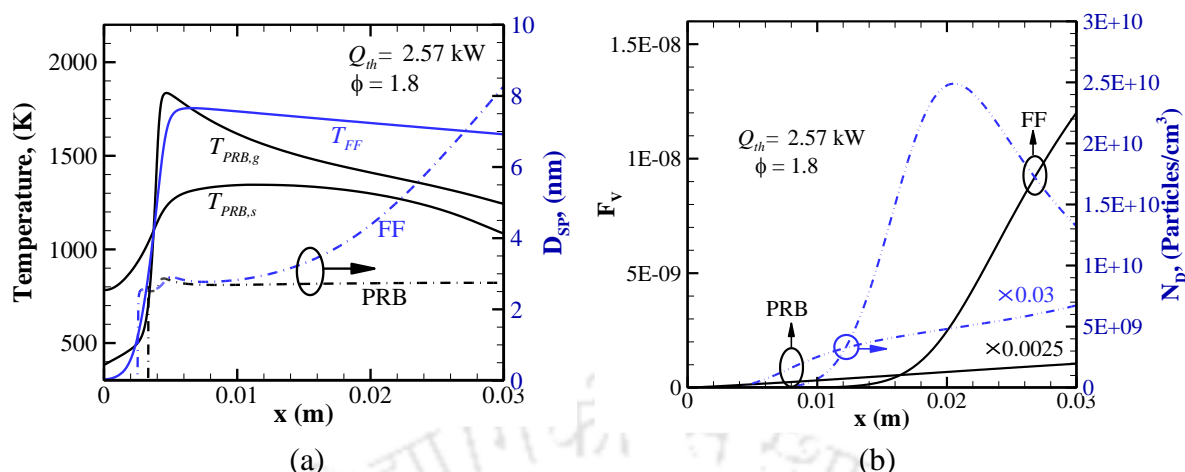 Temperature, (K)
2000
1500
1000
500
0
0.01
0.02
0.03
x (m)
10
8
6
4
2
0
D_SP, (nm)
Q_th= 2.57 kW
ϕ = 1.8
T_FF
T_PRB,g
T_PRB,s
FF
PRB
(a)
F_V
1.5E-08
1E-08
5E-09
0
0
0.01
0.02
0.03
x (m)
3E+10
2.5E+10
2E+10
1.5E+10
1E+10
5E+09
0
N_D, (Particles/cm³)
Q_th= 2.57 kW
ϕ = 1.8
FF
PRB
×0.03
×0.0025
(b)